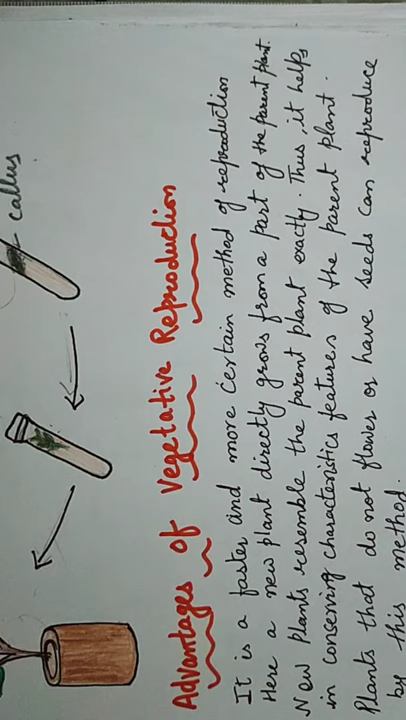 callus
Advantages of Vegetative Reproduction
It is a faster and more certain method of reproduction
Here a new plant directly grows from a part of the parent plant.
New Plants resemble the parent plant exactly. Thus, it helps
in conserving characteristics features of the parent plant.
Plants that do not flower or have seeds can reproduce
by this method.